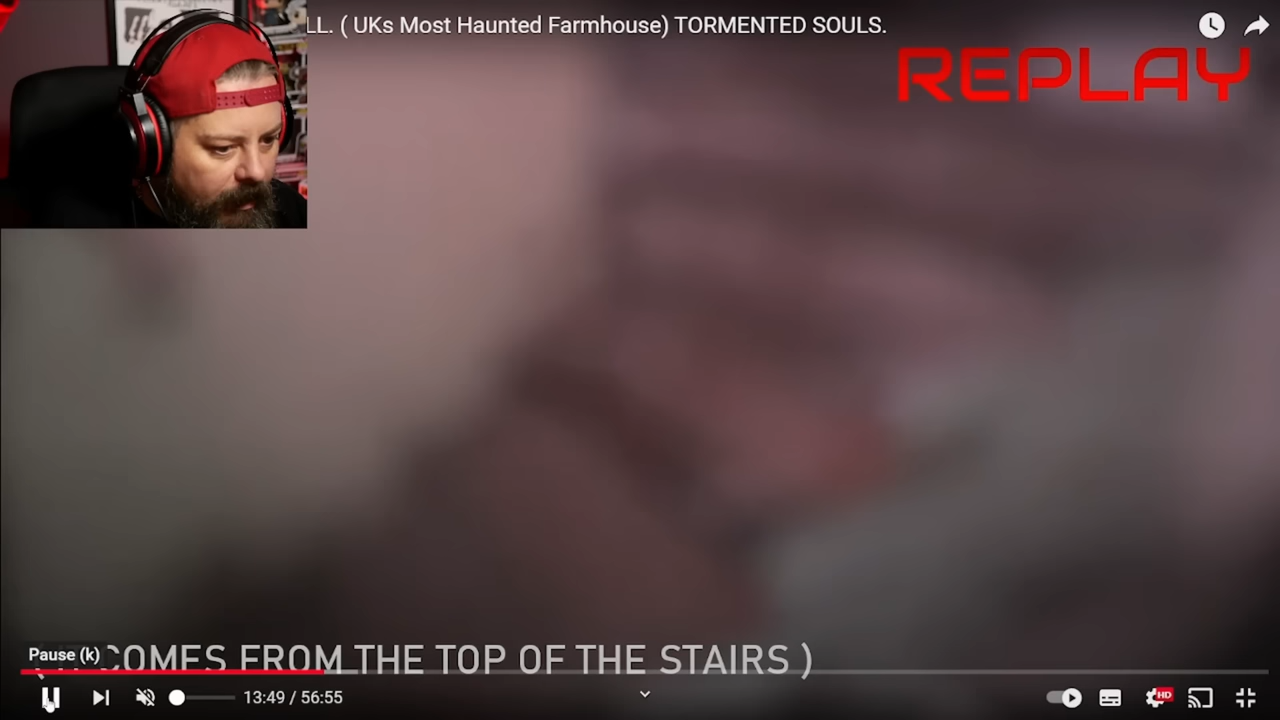 LL. ( UKs Most Haunted Farmhouse) TORMENTED SOULS.
REPLAY
Pause (k)
COMES FROM THE TOP OF THE STAIRS )
13:49 / 56:55
HD